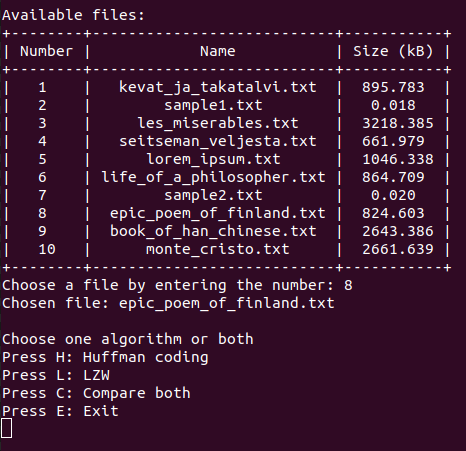 Available files:
+--------+---------------------------+-----------+
| Number |            Name           | Size (kB) |
+--------+---------------------------+-----------+
|   1    |   kevat_ja_takatalvi.txt  |  895.783  |
|   2    |        sample1.txt        |   0.018   |
|   3    |     les_miserables.txt    |  3218.385 |
|   4    |   seitseman_veljesta.txt  |  661.979  |
|   5    |      lorem_ipsum.txt      |  1046.338 |
|   6    | life_of_a_philosopher.txt |  864.709  |
|   7    |        sample2.txt        |   0.020   |
|   8    |  epic_poem_of_finland.txt |  824.603  |
|   9    |  book_of_han_chinese.txt  |  2643.386 |
|   10   |      monte_cristo.txt     |  2661.639 |
+--------+---------------------------+-----------+
Choose a file by entering the number: 8
Chosen file: epic_poem_of_finland.txt

Choose one algorithm or both
Press H: Huffman coding
Press L: LZW
Press C: Compare both
Press E: Exit